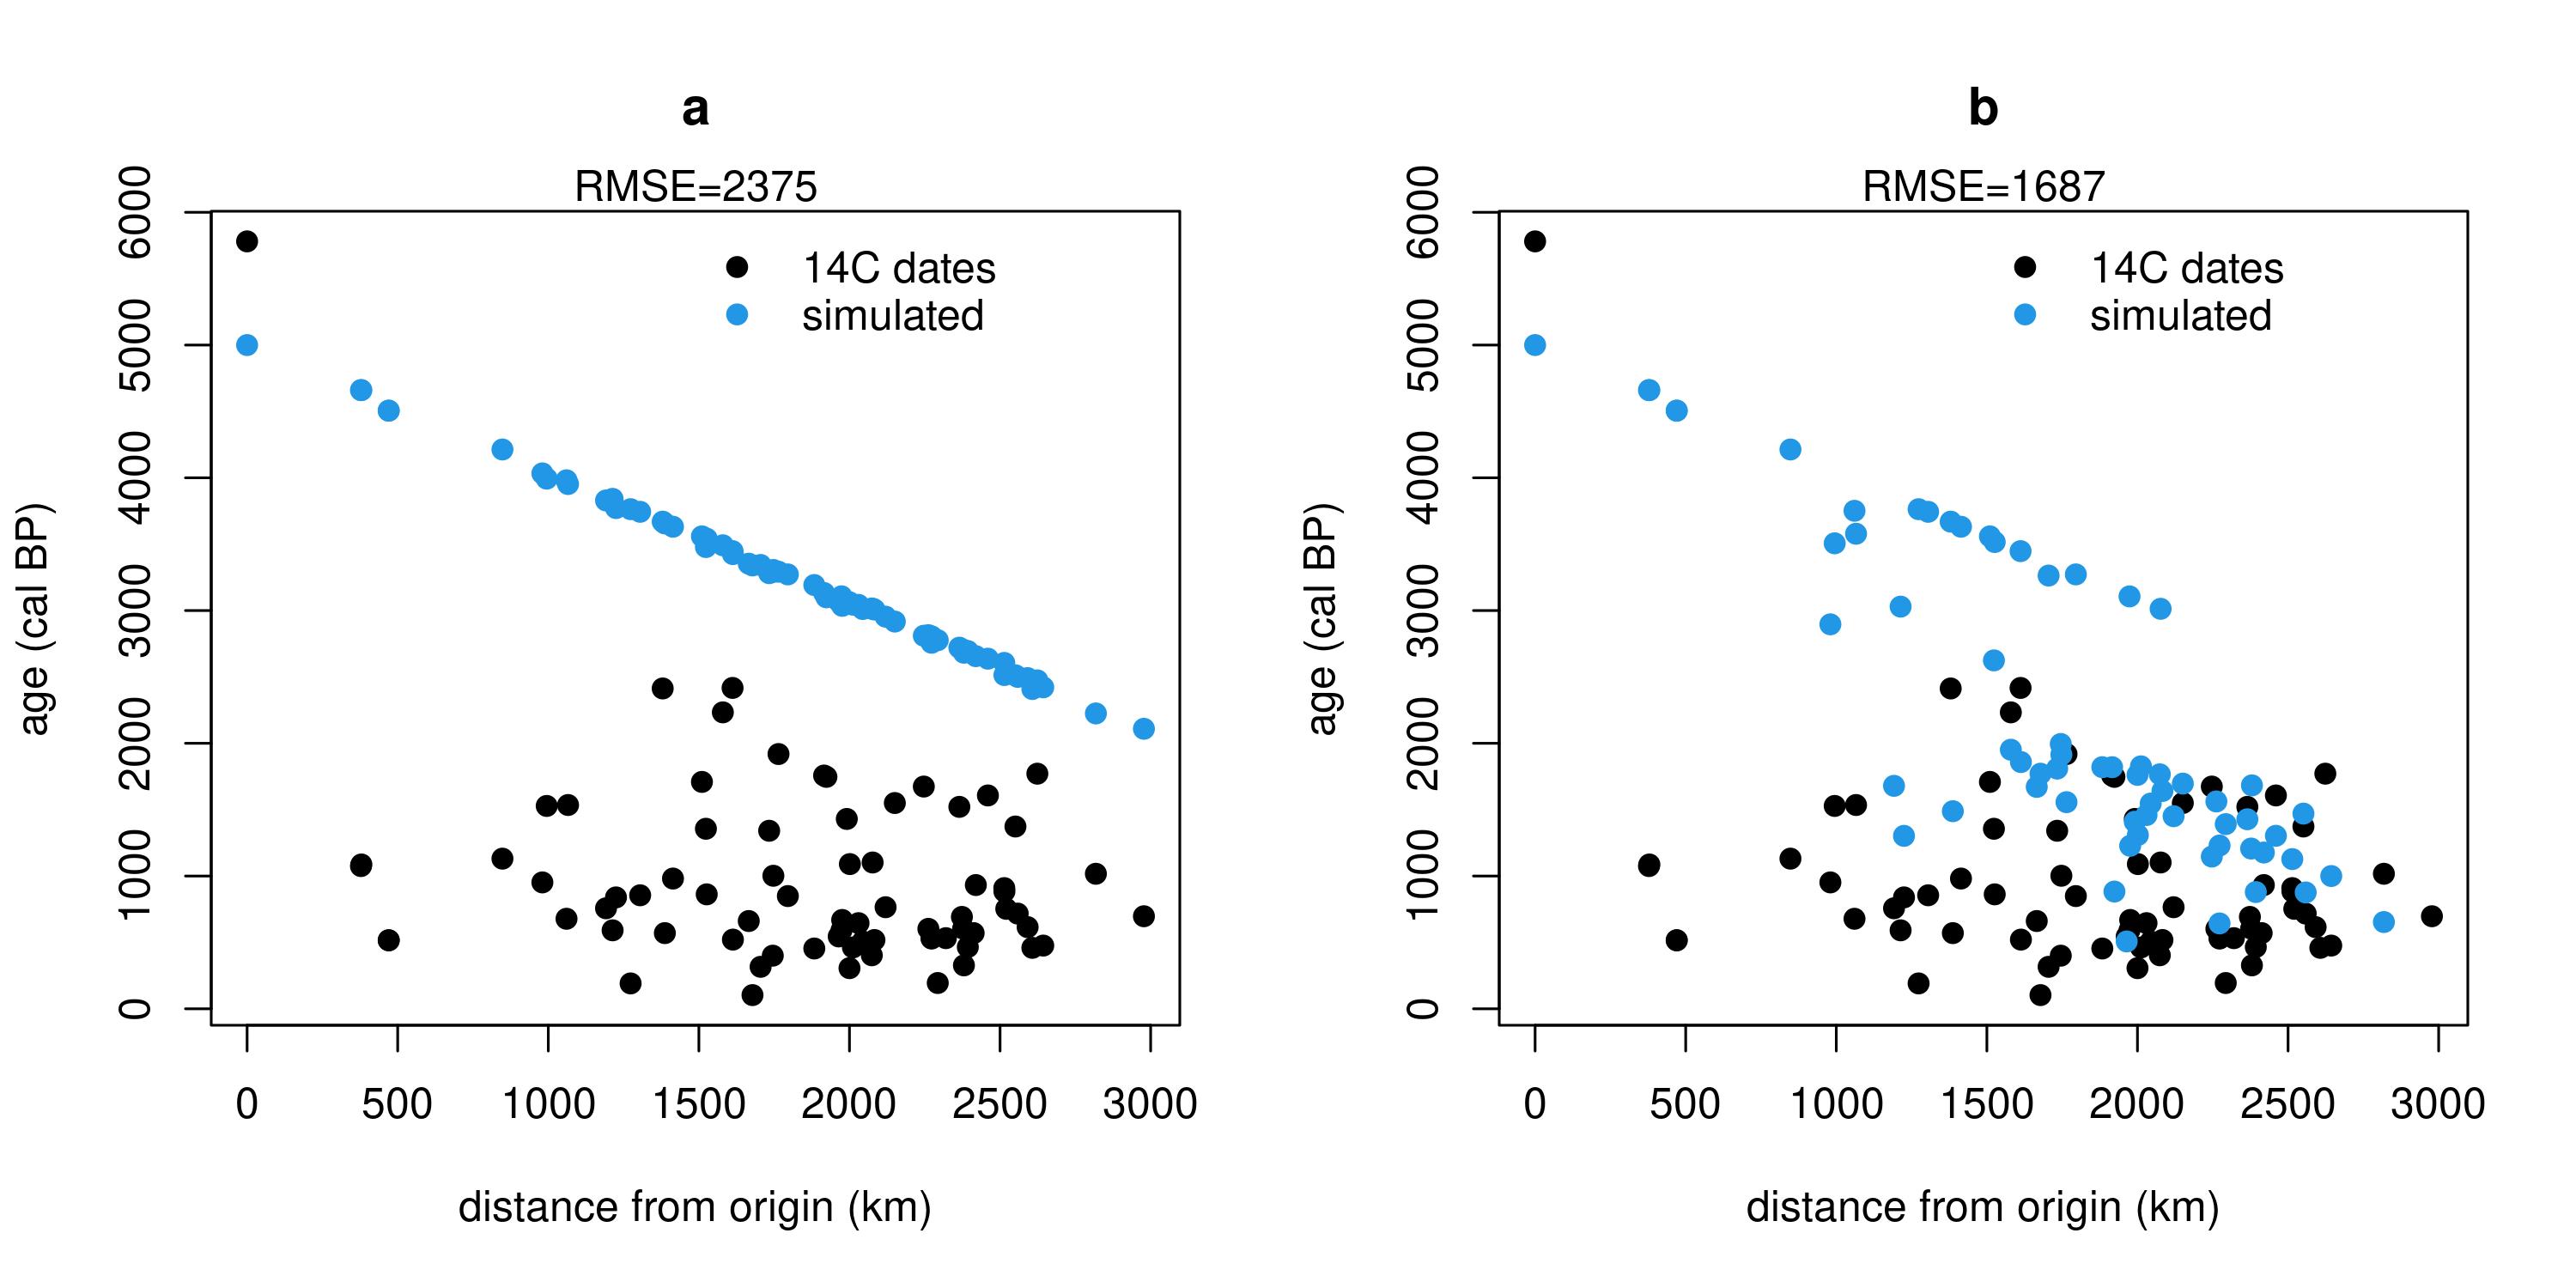 a
RMSE=2375
14C dates
simulated
age (cal BP)
6000
5000
4000
3000
2000
1000
0
0 500 1000 1500 2000 2500 3000
distance from origin (km)
b
RMSE=1687
14C dates
simulated
age (cal BP)
6000
5000
4000
3000
2000
1000
0
0 500 1000 1500 2000 2500 3000
distance from origin (km)